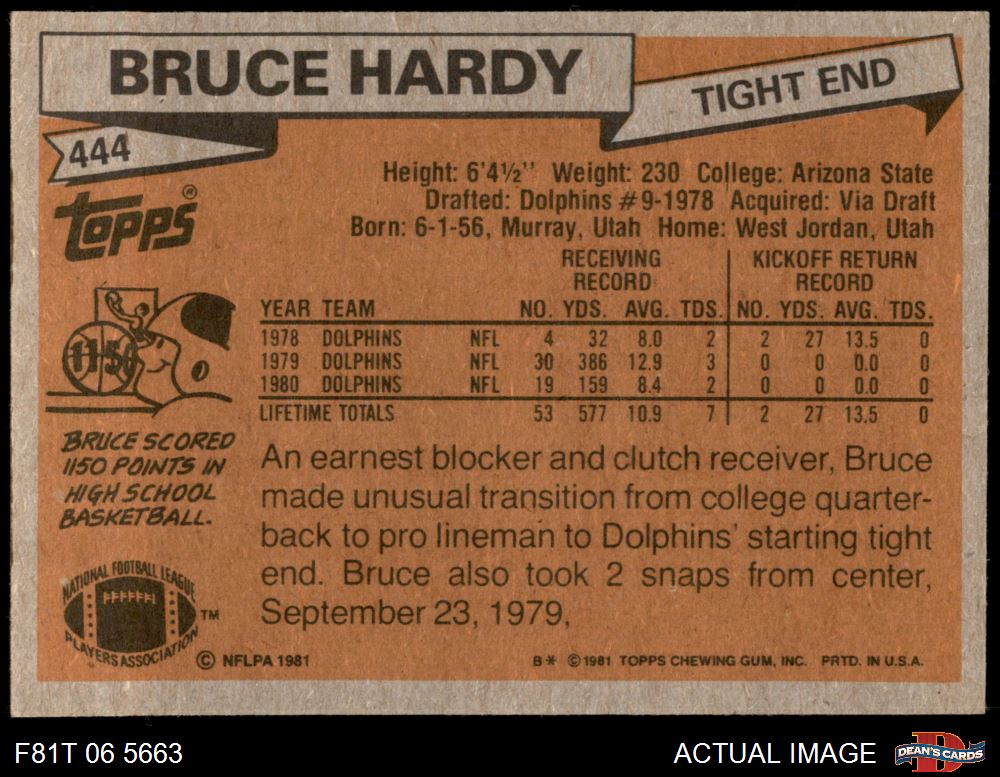 BRUCE HARDY
TIGHT END
444
Height: 6'4½" Weight: 230 College: Arizona State
Drafted: Dolphins #9-1978 Acquired: Via Draft
Born: 6-1-56, Murray, Utah Home: West Jordan, Utah
topps®
RECEIVING RECORD KICKOFF RETURN RECORD
YEAR TEAM NO. YDS. AVG. TDS. NO. YDS. AVG. TDS.
1978 DOLPHINS NFL 4 32 8.0 2 2 27 13.5 0
1979 DOLPHINS NFL 30 386 12.9 3 0 0 0.0 0
1980 DOLPHINS NFL 19 159 8.4 2 0 0 0.0 0
LIFETIME TOTALS 53 577 10.9 7 2 27 13.5 0
1150
BRUCE SCORED
1150 POINTS IN
HIGH SCHOOL
BASKETBALL.
An earnest blocker and clutch receiver, Bruce
made unusual transition from college quarter-
back to pro lineman to Dolphins' starting tight
end. Bruce also took 2 snaps from center,
September 23, 1979,
NATIONAL FOOTBALL LEAGUE
PLAYERS ASSOCIATION
TM
© NFLPA 1981
B* © 1981 TOPPS CHEWING GUM, INC. PRTD. IN U.S.A.
F81T 06 5663
ACTUAL IMAGE
D
DEAN'S CARDS